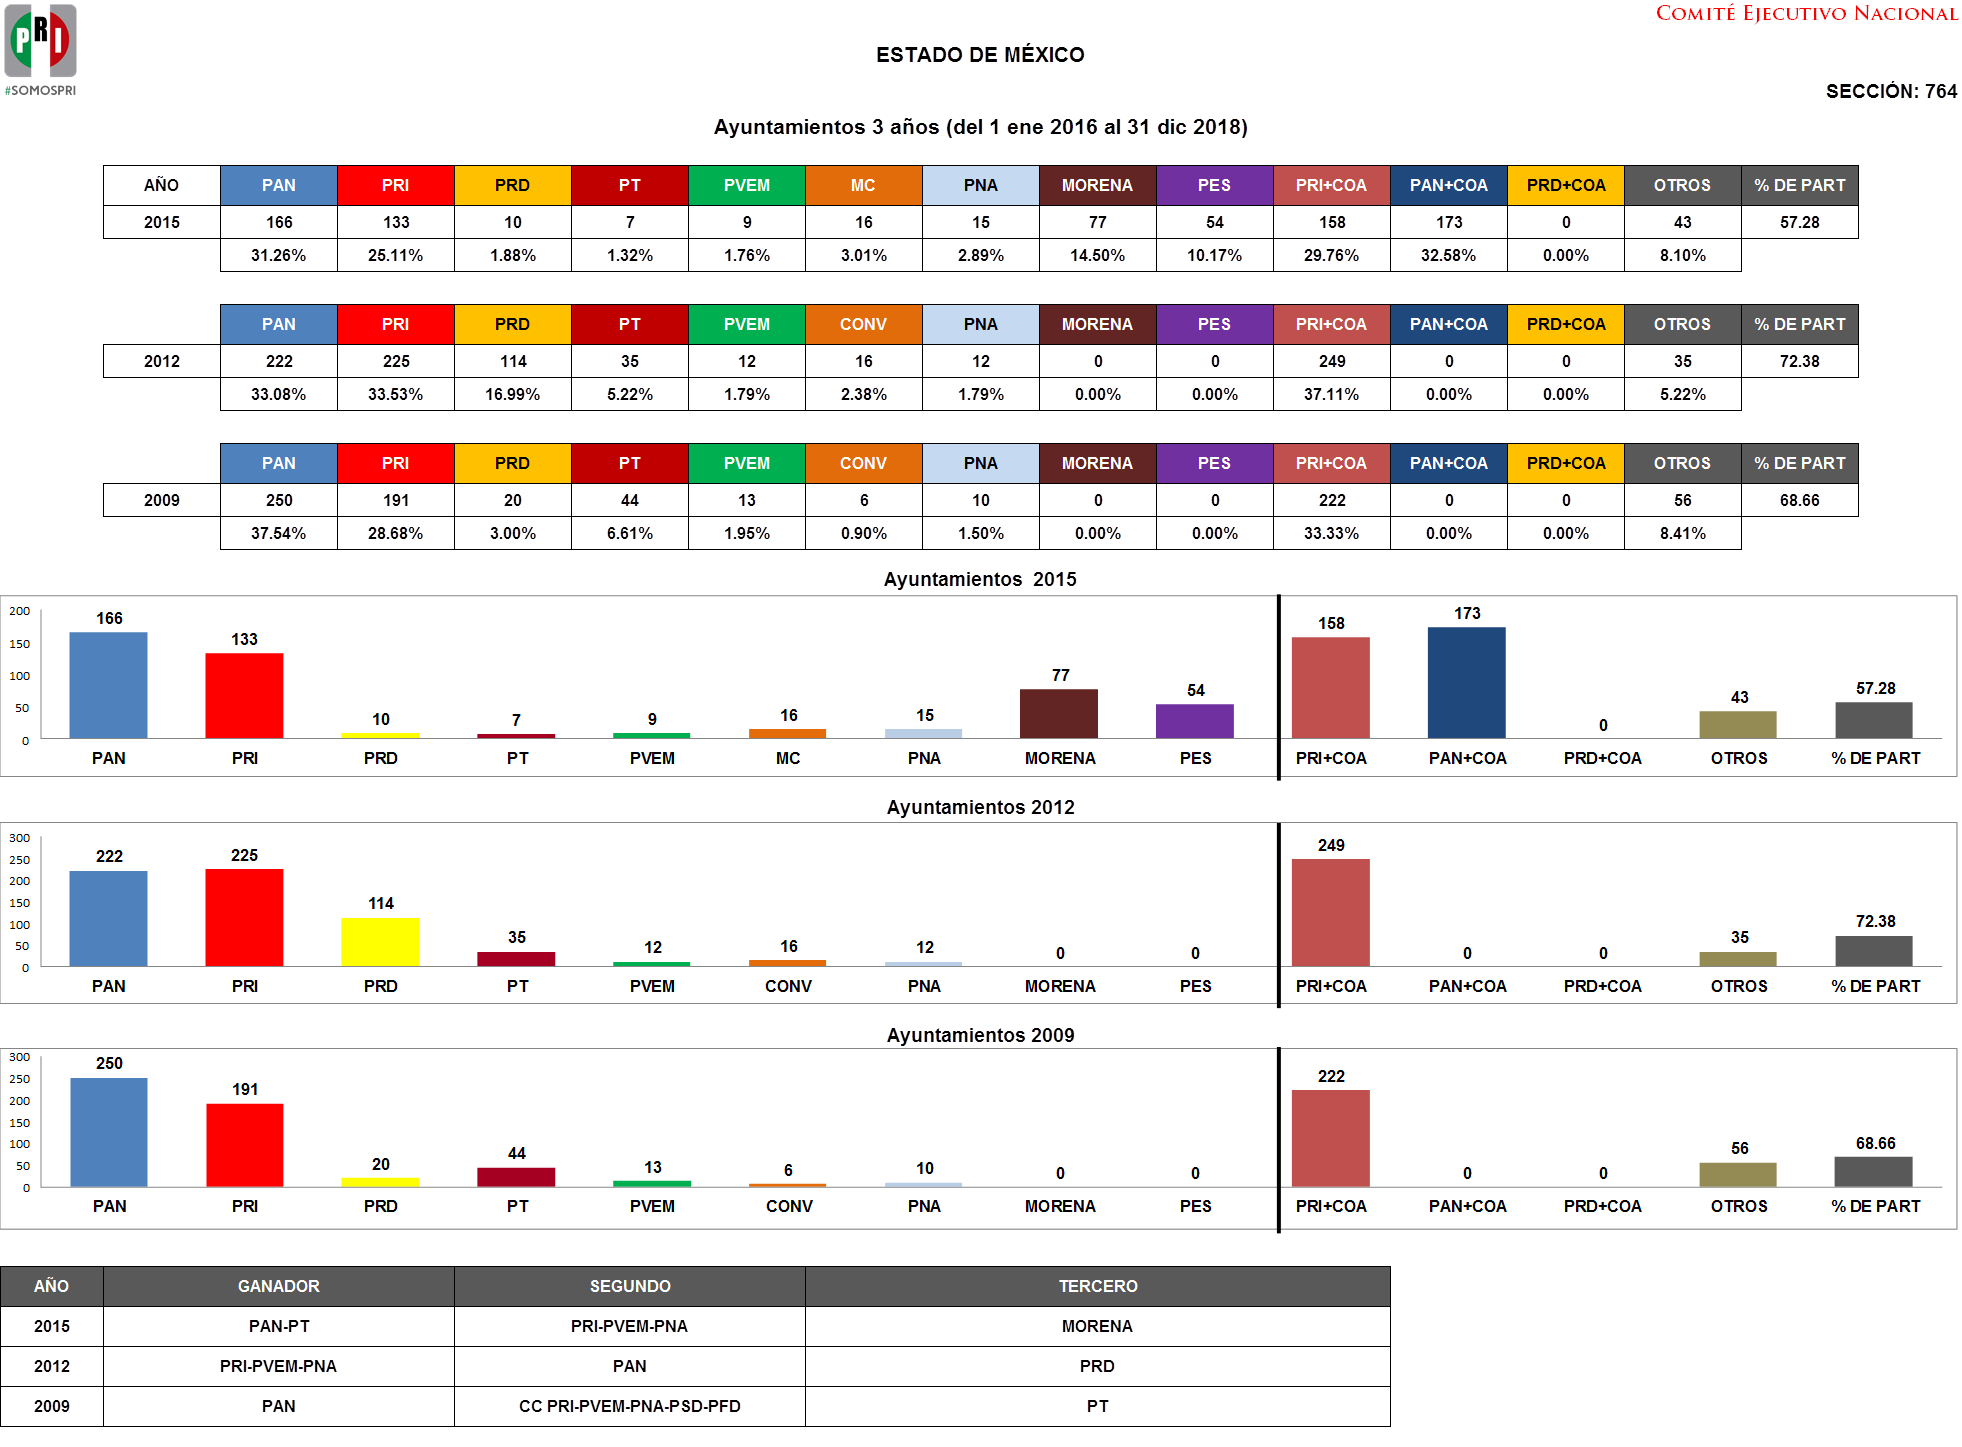 PRI
#SOMOSPRI
COMITÉ EJECUTIVO NACIONAL
ESTADO DE MÉXICO
SECCIÓN: 764
Ayuntamientos 3 años (del 1 ene 2016 al 31 dic 2018)
AÑO PAN PRI PRD PT PVEM MC PNA MORENA PES PRI+COA PAN+COA PRD+COA OTROS % DE PART
2015 166 133 10 7 9 16 15 77 54 158 173 0 43 57.28
31.26% 25.11% 1.88% 1.32% 1.76% 3.01% 2.89% 14.50% 10.17% 29.76% 32.58% 0.00% 8.10%
PAN PRI PRD PT PVEM CONV PNA MORENA PES PRI+COA PAN+COA PRD+COA OTROS % DE PART
2012 222 225 114 35 12 16 12 0 0 249 0 0 35 72.38
33.08% 33.53% 16.99% 5.22% 1.79% 2.38% 1.79% 0.00% 0.00% 37.11% 0.00% 0.00% 5.22%
PAN PRI PRD PT PVEM CONV PNA MORENA PES PRI+COA PAN+COA PRD+COA OTROS % DE PART
2009 250 191 20 44 13 6 10 0 0 222 0 0 56 68.66
37.54% 28.68% 3.00% 6.61% 1.95% 0.90% 1.50% 0.00% 0.00% 33.33% 0.00% 0.00% 8.41%
Ayuntamientos 2015
200
150
100
50
0
166 133 10 7 9 16 15 77 54 158 173 0 43 57.28
PAN PRI PRD PT PVEM MC PNA MORENA PES PRI+COA PAN+COA PRD+COA OTROS % DE PART
Ayuntamientos 2012
300
250
200
150
100
50
0
222 225 114 35 12 16 12 0 0 249 0 0 35 72.38
PAN PRI PRD PT PVEM CONV PNA MORENA PES PRI+COA PAN+COA PRD+COA OTROS % DE PART
Ayuntamientos 2009
300
250
200
150
100
50
0
250 191 20 44 13 6 10 0 0 222 0 0 56 68.66
PAN PRI PRD PT PVEM CONV PNA MORENA PES PRI+COA PAN+COA PRD+COA OTROS % DE PART
AÑO GANADOR SEGUNDO TERCERO
2015 PAN-PT PRI-PVEM-PNA MORENA
2012 PRI-PVEM-PNA PAN PRD
2009 PAN CC PRI-PVEM-PNA-PSD-PFD PT